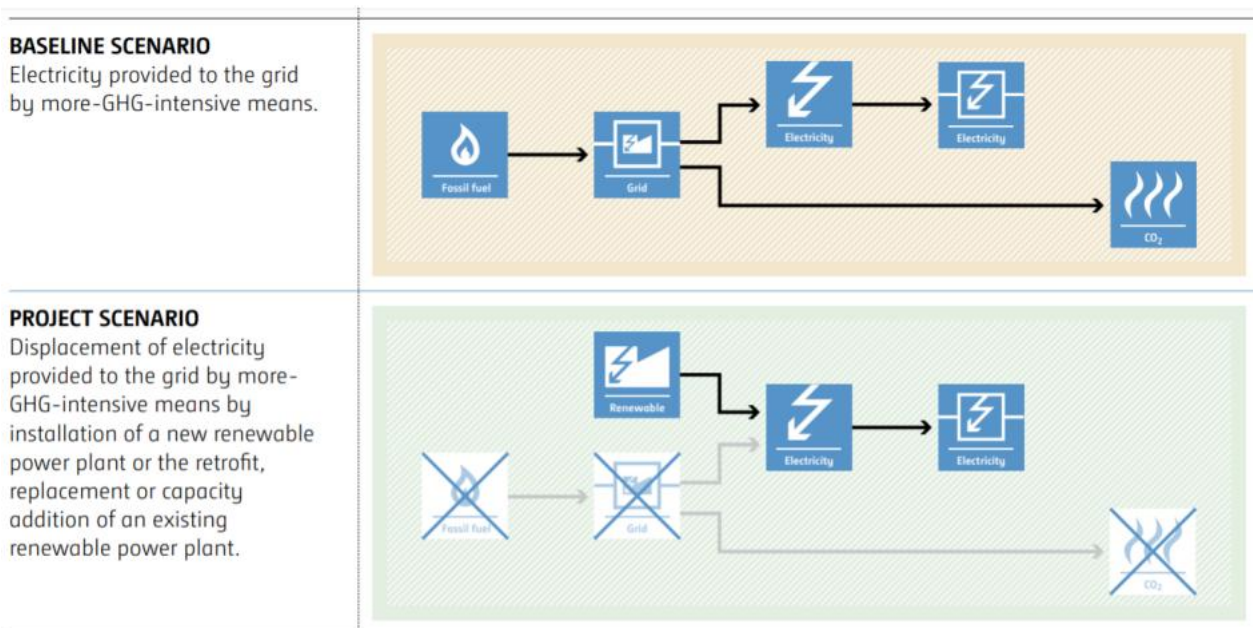 BASELINE SCENARIO
Electricity provided to the grid
by more-GHG-intensive means.
Fossil fuel
Grid
Electricity
Electricity
CO₂
PROJECT SCENARIO
Displacement of electricity
provided to the grid by more-
GHG-intensive means by
installation of a new renewable
power plant or the retrofit,
replacement or capacity
addition of an existing
renewable power plant.
Renewable
Electricity
Electricity
Fossil fuel
Grid
CO₂